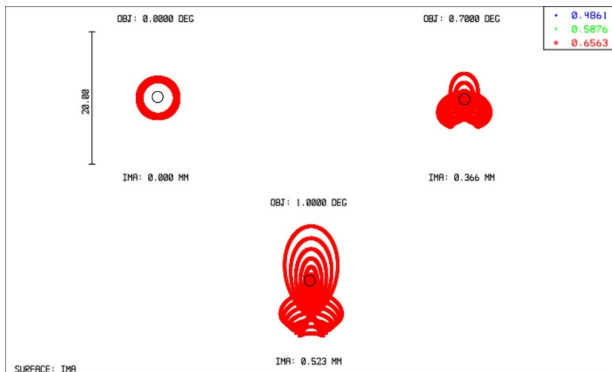 OBJ: 0.0000 DEG
OBJ: 0.7000 DEG
0.4861
0.5876
0.6563
20.00
IMA: 0.000 MM
IMA: 0.366 MM
OBJ: 1.0000 DEG
IMA: 0.523 MM
SURFACE: IMA